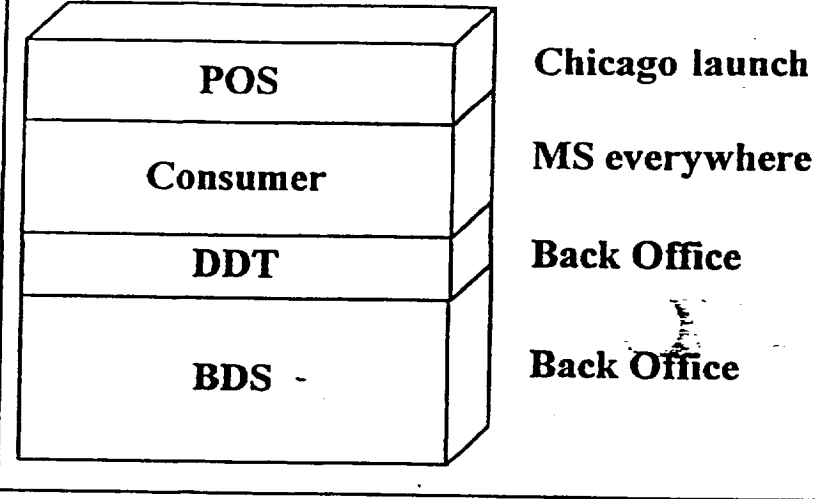 POS Chicago launch
Consumer MS everywhere
DDT Back Office
BDS - Back Office